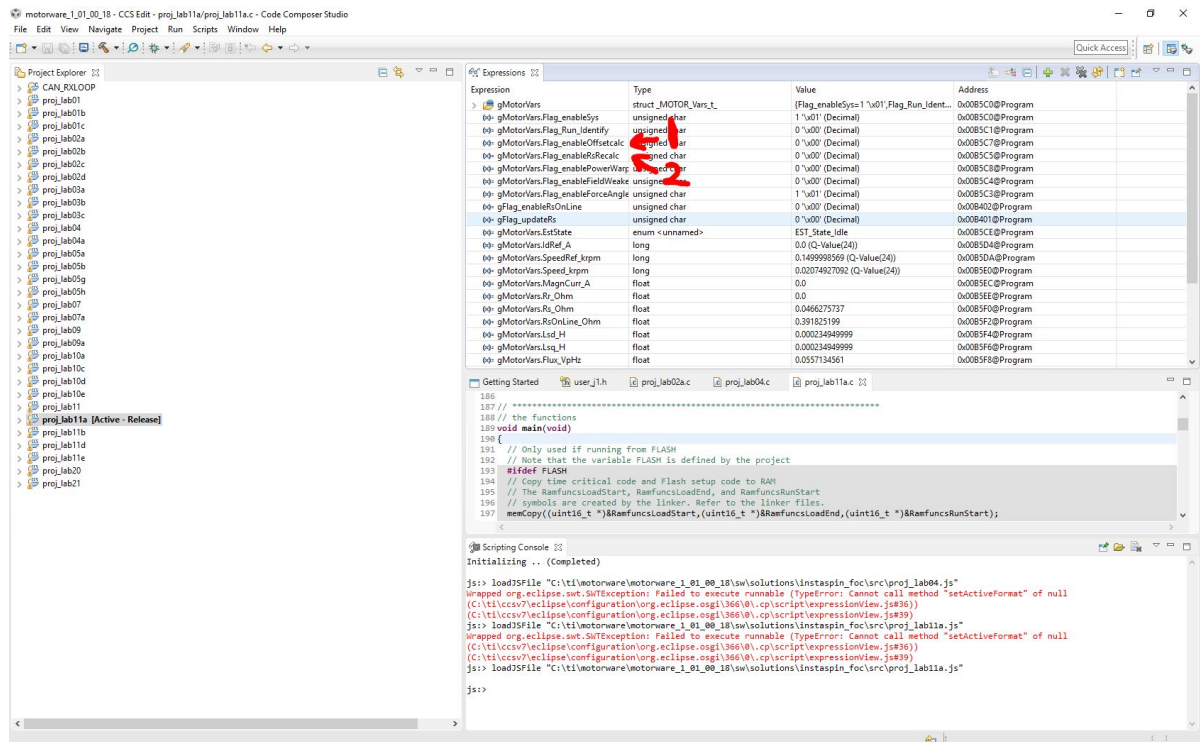 motorware_1_01_00_18 - CCS Edit - proj_lab11a/proj_lab11a.c - Code Composer Studio
File Edit View Navigate Project Run Scripts Window Help
Quick Access
Project Explorer
CAN_RXLOOP
proj_lab01
proj_lab01b
proj_lab01c
proj_lab02a
proj_lab02b
proj_lab02c
proj_lab02d
proj_lab03a
proj_lab03b
proj_lab03c
proj_lab04
proj_lab04a
proj_lab05a
proj_lab05b
proj_lab05g
proj_lab05h
proj_lab07
proj_lab07a
proj_lab09
proj_lab09a
proj_lab10a
proj_lab10c
proj_lab10d
proj_lab10e
proj_lab11
proj_lab11a [Active - Release]
proj_lab11b
proj_lab11d
proj_lab11e
proj_lab20
proj_lab21
Expressions
Expression Type Value Address
gMotorVars struct _MOTOR_Vars_t_ {Flag_enableSys=1 '\x01',Flag_Run_Ident... 0x00B5C0@Program
(x)= gMotorVars.Flag_enableSys unsigned char 1 '\x01' (Decimal) 0x00B5C0@Program
(x)= gMotorVars.Flag_Run_Identify unsigned char 0 '\x00' (Decimal) 0x00B5C1@Program
(x)= gMotorVars.Flag_enableOffsetcalc 1 0 '\x00' (Decimal) 0x00B5C7@Program
(x)= gMotorVars.Flag_enableRsRecalc 2 char 0 '\x00' (Decimal) 0x00B5C5@Program
(x)= gMotorVars.Flag_enablePowerWarp 0 '\x00' (Decimal) 0x00B5C8@Program
(x)= gMotorVars.Flag_enableFieldWeake 0 '\x00' (Decimal) 0x00B5C4@Program
(x)= gMotorVars.Flag_enableForceAngle unsigned char 1 '\x01' (Decimal) 0x00B5C3@Program
(x)= gFlag_enableRsOnLine unsigned char 0 '\x00' (Decimal) 0x00B402@Program
(x)= gFlag_updateRs unsigned char 0 '\x00' (Decimal) 0x00B401@Program
(x)= gMotorVars.EstState enum <unnamed> EST_State_Idle 0x00B5CE@Program
(x)= gMotorVars.IdRef_A long 0.0 (Q-Value(24)) 0x00B5D4@Program
(x)= gMotorVars.SpeedRef_krpm long 0.1499998569 (Q-Value(24)) 0x00B5DA@Program
(x)= gMotorVars.Speed_krpm long 0.02074927092 (Q-Value(24)) 0x00B5E0@Program
(x)= gMotorVars.MagnCurr_A float 0.0 0x00B5EC@Program
(x)= gMotorVars.Rr_Ohm float 0.0 0x00B5EE@Program
(x)= gMotorVars.Rs_Ohm float 0.0466275737 0x00B5F0@Program
(x)= gMotorVars.RsOnLine_Ohm float 0.391825199 0x00B5F2@Program
(x)= gMotorVars.Lsd_H float 0.000234949999 0x00B5F4@Program
(x)= gMotorVars.Lsq_H float 0.000234949999 0x00B5F6@Program
(x)= gMotorVars.Flux_VpHz float 0.0557134561 0x00B5F8@Program
Getting Started user_j1.h proj_lab02a.c proj_lab04.c proj_lab11a.c
186
187 // **************************************************************************
188 // the functions
189 void main(void)
190 {
191 // Only used if running from FLASH
192 // Note that the variable FLASH is defined by the project
193 #ifdef FLASH
194 // Copy time critical code and Flash setup code to RAM
195 // The RamfuncsLoadStart, RamfuncsLoadEnd, and RamfuncsRunStart
196 // symbols are created by the linker. Refer to the linker files.
197 memCopy((uint16_t *)&RamfuncsLoadStart,(uint16_t *)&RamfuncsLoadEnd,(uint16_t *)&RamfuncsRunStart);
Scripting Console
Initializing .. (Completed)
js:> loadJSFile "C:\ti\motorware\motorware_1_01_00_18\sw\solutions\instaspin_foc\src\proj_lab04.js"
Wrapped org.eclipse.swt.SWTException: Failed to execute runnable (TypeError: Cannot call method "setActiveFormat" of null
(C:\ti\ccsv7\eclipse\configuration\org.eclipse.osgi\366\0\.cp\script\expressionView.js#36))
(C:\ti\ccsv7\eclipse\configuration\org.eclipse.osgi\366\0\.cp\script\expressionView.js#39)
js:> loadJSFile "C:\ti\motorware\motorware_1_01_00_18\sw\solutions\instaspin_foc\src\proj_lab11a.js"
Wrapped org.eclipse.swt.SWTException: Failed to execute runnable (TypeError: Cannot call method "setActiveFormat" of null
(C:\ti\ccsv7\eclipse\configuration\org.eclipse.osgi\366\0\.cp\script\expressionView.js#36))
(C:\ti\ccsv7\eclipse\configuration\org.eclipse.osgi\366\0\.cp\script\expressionView.js#39)
js:> loadJSFile "C:\ti\motorware\motorware_1_01_00_18\sw\solutions\instaspin_foc\src\proj_lab11a.js"
js:>